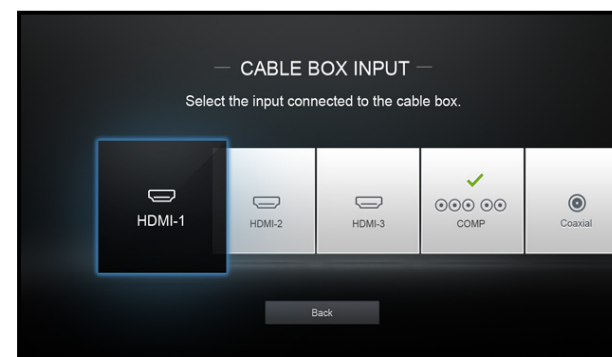 CABLE BOX INPUT
Select the input connected to the cable box.
HDMI-1
HDMI-2
HDMI-3
COMP
Coaxial
Back